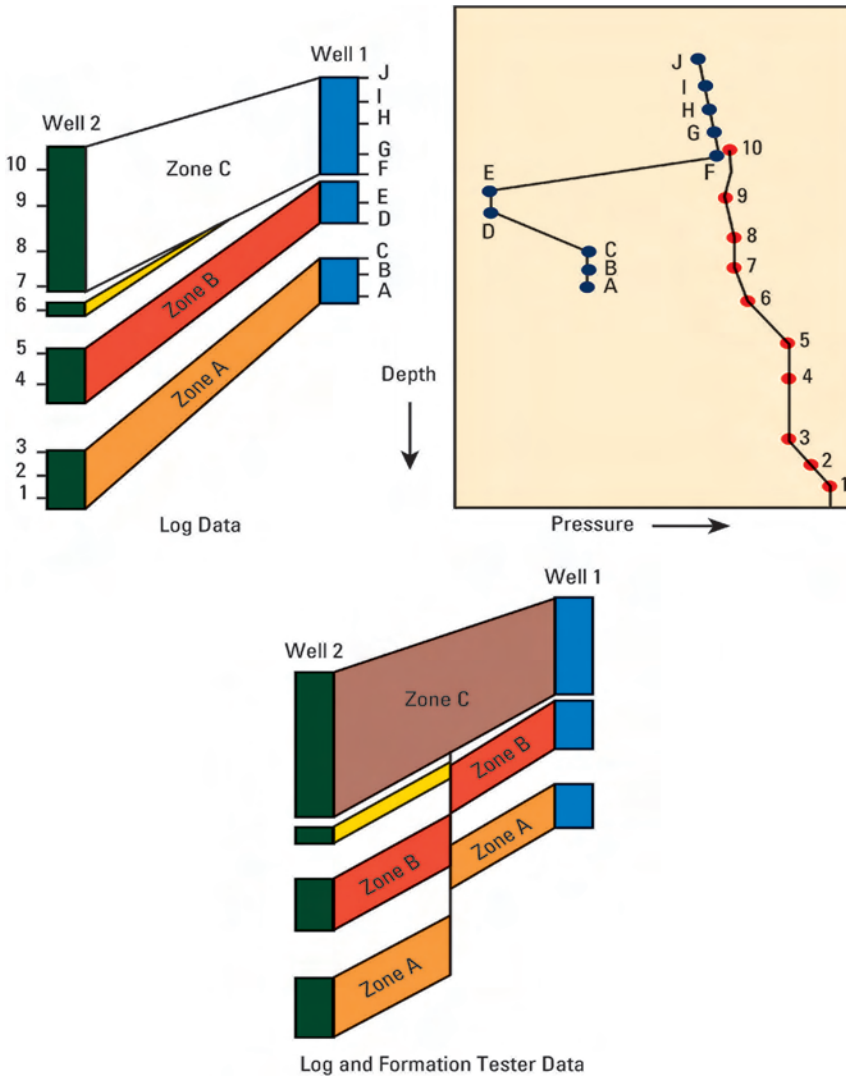 Well 1
J
I
H
G
F
E
D
C
B
A
Well 2
10
9
8
7
6
5
4
3
2
1
Zone C
Zone B
Zone A
Depth
Log Data
J
I
H
G
F
10
E
D
9
8
C
B
A
7
6
5
4
3
2
1
Pressure
Well 1
Well 2
Zone C
Zone B
Zone A
Zone B
Zone A
Log and Formation Tester Data